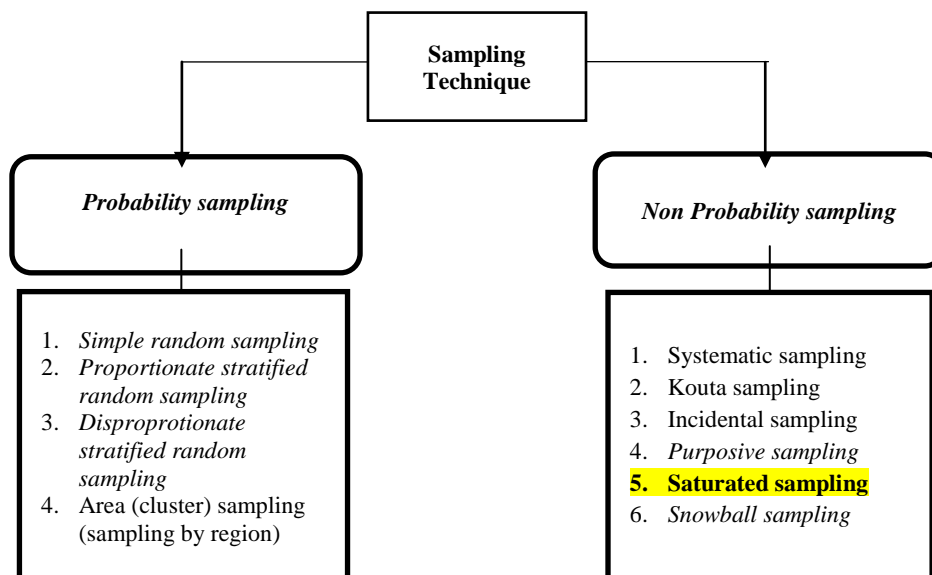 Sampling
Technique
Probability sampling
Non Probability sampling
1. Simple random sampling
2. Proportionate stratified
random sampling
3. Disproprotionate
stratified random
sampling
4. Area (cluster) sampling
(sampling by region)
1. Systematic sampling
2. Kouta sampling
3. Incidental sampling
4. Purposive sampling
5. Saturated sampling
6. Snowball sampling